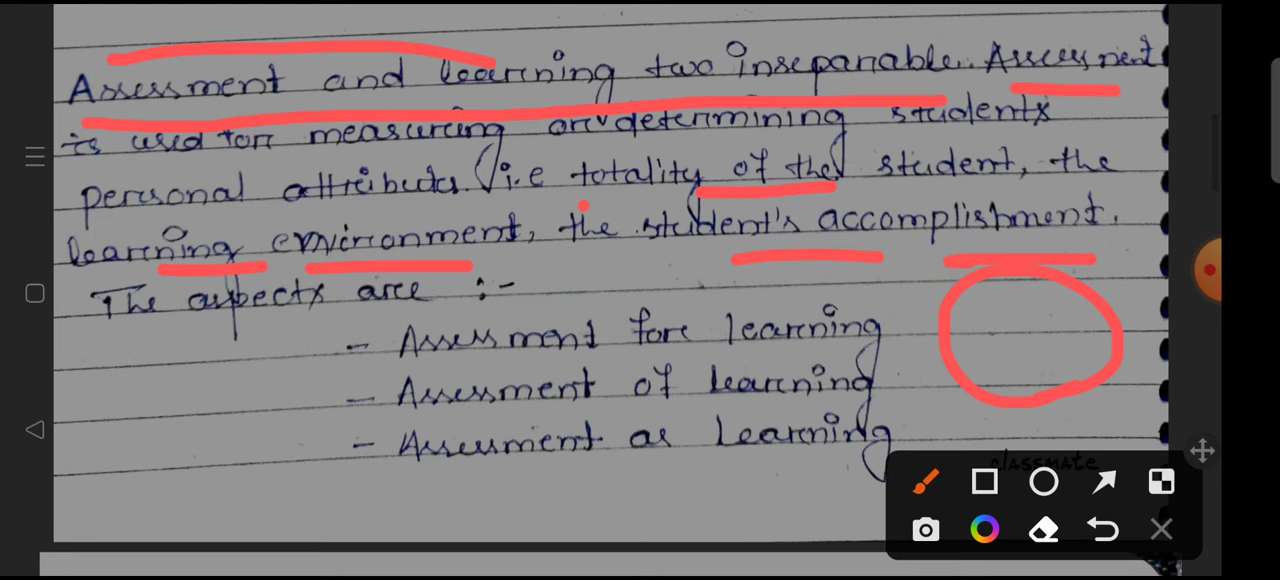 Assessment and learning two inseparable. Assessment
is used for measuring or determining students
personal attributes (i.e totality of the student, the
learning environment, the student's accomplishment.
The aspects are :-
- Assessment for learning
- Assessment of learning
- Assessment as Learning
classmate